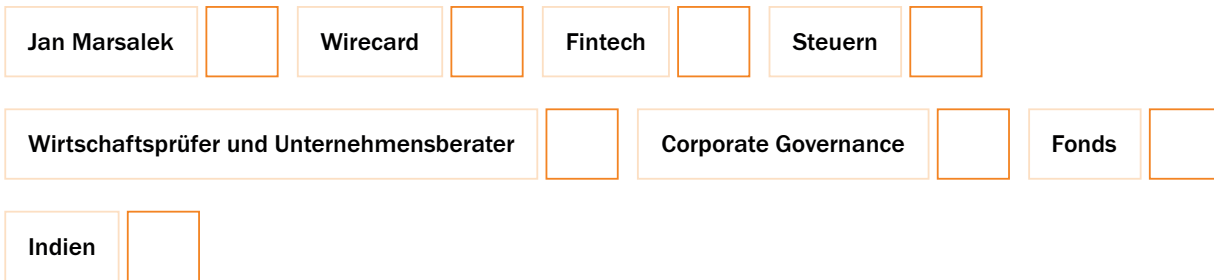 Jan Marsalek Wirecard Fintech Steuern
Wirtschaftsprüfer und Unternehmensberater Corporate Governance Fonds
Indien